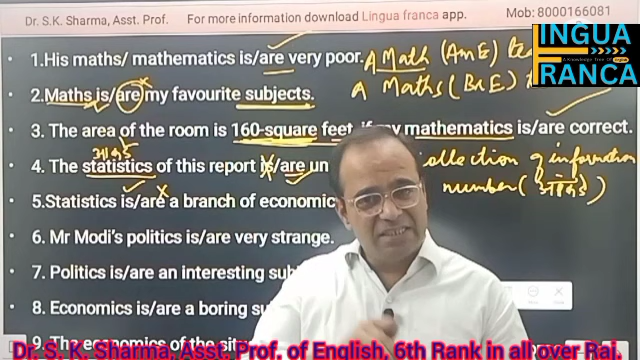 Dr. S.K. Sharma, Asst. Prof. For more information download Lingua franca app. Mob: 8000166081
LINGUA
A Knowledge Tree
FRANCA
1.His maths/ mathematics is/are very poor. A Math (AmE)
2.Maths is/are my favourite subjects. A Maths (BrE)
3. The area of the room is 160-square feet, if my mathematics is/are correct.
आंकड़े
4. The statistics of this report is/are un collection of information
number (आंकड़े)
5.Statistics is/are a branch of economic
6. Mr Modi's politics is/are very strange.
7. Politics is/are an interesting sub
8. Economics is/are a boring su
9. The economics of the sit
Dr. S. K. Sharma, Asst. Prof. of English, 6th Rank in all over Raj.